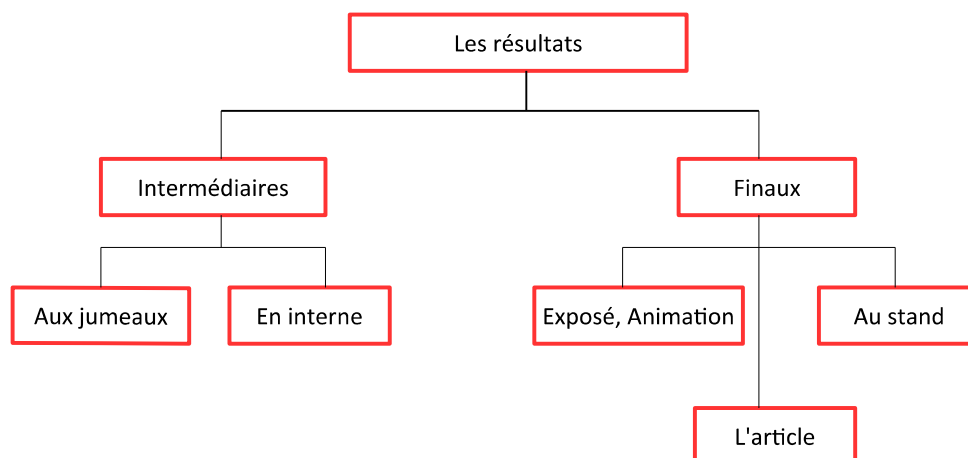 Les résultats
Intermédiaires
Finaux
Aux jumeaux
En interne
Exposé, Animation
Au stand
L'article